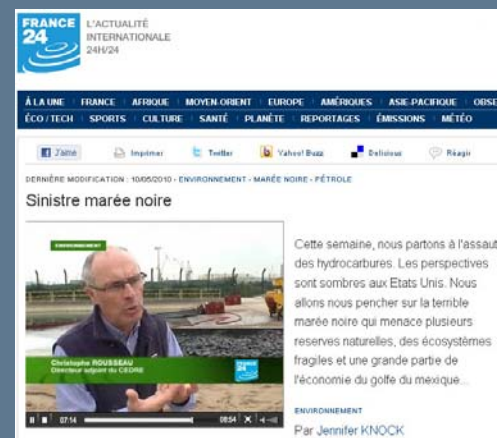 FRANCE
24
L'ACTUALITÉ
INTERNATIONALE
24H/24
À LA UNE FRANCE AFRIQUE MOYEN-ORIENT EUROPE AMÉRIQUES ASIE-PACIFIQUE OBSE
ÉCO / TECH SPORTS CULTURE SANTÉ PLANÈTE REPORTAGES ÉMISSIONS MÉTÉO
J'aime Imprimer Twitter Yahoo! Buzz Delicious Réagir
DERNIÈRE MODIFICATION : 10/05/2010 - ENVIRONNEMENT - MARÉE NOIRE - PÉTROLE
Sinistre marée noire
ENVIRONNEMENT
Christophe ROUSSEAU
Directeur adjoint du CEDRE
FRANCE
24
07:14 08:54
Cette semaine, nous partons à l'assaut
des hydrocarbures. Les perspectives
sont sombres aux Etats Unis. Nous
allons nous pencher sur la terrible
marée noire qui menace plusieurs
reserves naturelles, des écosystèmes
fragiles et une grande partie de
l'économie du golfe du mexique...
ENVIRONNEMENT
Par Jennifer KNOCK